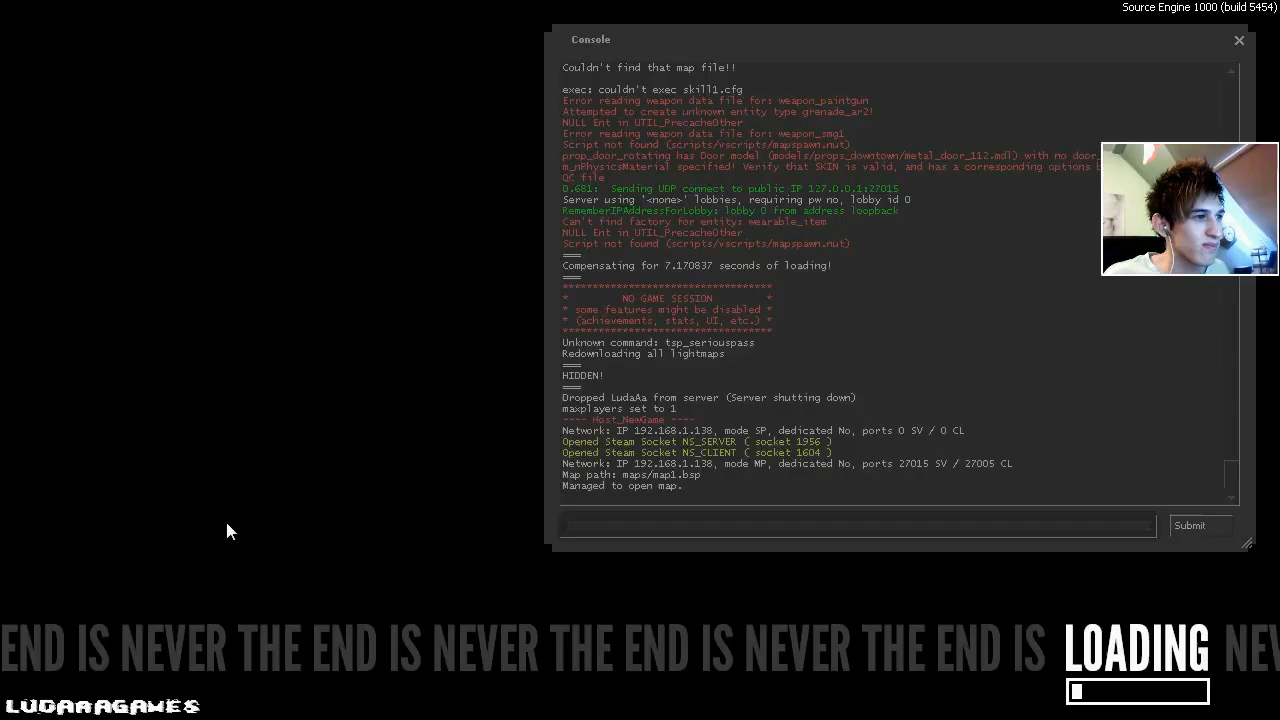 Source Engine 1000 (build 5454)
Console
Couldn't find that map file!!
exec: couldn't exec skill1.cfg
Error reading weapon data file for: weapon_paintgun
Attempted to create unknown entity type grenade_ar2!
NULL Ent in UTIL_PrecacheOther
Error reading weapon data file for: weapon_smg1
Script not found (scripts/vscripts/mapspawn.nut)
prop_door_rotating has Door model (models/props_downtown/metal_door_112.mdl) with no door_
m_nPhysicsMaterial specified! Verify that SKIN is valid, and has a corresponding options b
QC file
0.681:  Sending UDP connect to public IP 127.0.0.1:27015
Server using '<none>' lobbies, requiring pw no, lobby id 0
RememberIPAddressForLobby: lobby 0 from address loopback
Can't find factory for entity: wearable_item
NULL Ent in UTIL_PrecacheOther
Script not found (scripts/vscripts/mapspawn.nut)
===
Compensating for 7.170837 seconds of loading!
===
***********************************
*         NO GAME SESSION         *
* some features might be disabled *
* (achievements, stats, UI, etc.) *
***********************************
Unknown command: tsp_seriouspass
Redownloading all lightmaps
===
HIDDEN!
===
Dropped LudaAa from server (Server shutting down)
maxplayers set to 1
---- Host_NewGame ----
Network: IP 192.168.1.138, mode SP, dedicated No, ports 0 SV / 0 CL
Opened Steam Socket NS_SERVER ( socket 1956 )
Opened Steam Socket NS_CLIENT ( socket 1604 )
Network: IP 192.168.1.138, mode MP, dedicated No, ports 27015 SV / 27005 CL
Map path: maps/map1.bsp
Managed to open map.
Submit
END IS NEVER THE END IS NEVER THE END IS NEVER THE END IS LOADING NEV
LUDAAAGAMES